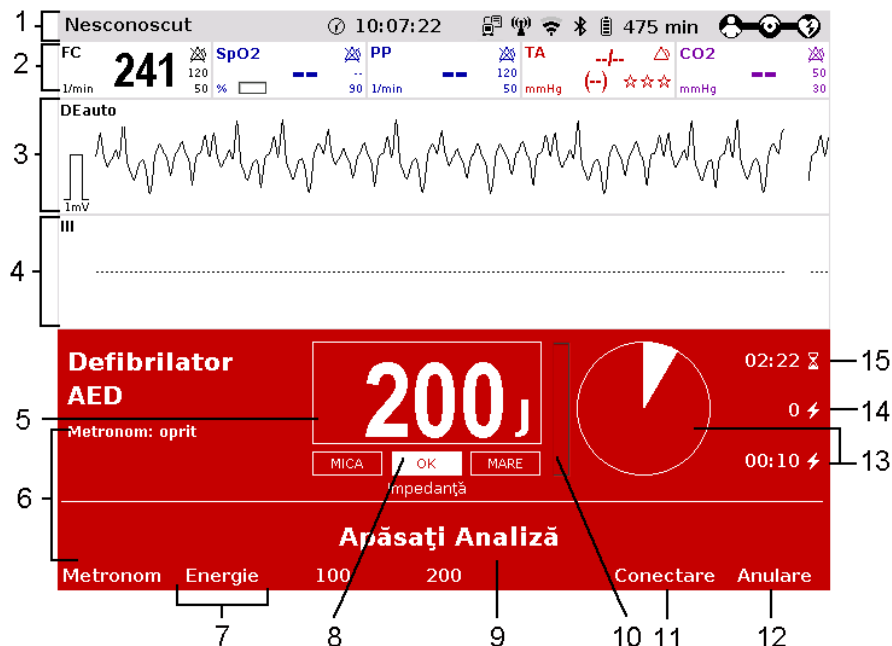 1 Nesconoscut 10:07:22 475 min
2 FC 241 120 50 1/min SpO2 -- -- 90 % PP -- 120 50 1/min TA --/-- (--) mmHg CO2 -- 50 30 mmHg
DEauto
3
1mV
III
4
Defibrilator
AED
200 J
02:22 15
0 14
5
Metronom: oprit
MICA OK MARE
00:10 13
Impedanţă
6
Apăsaţi Analiză
Metronom Energie 100 200 Conectare Anulare
7 8 9 10 11 12